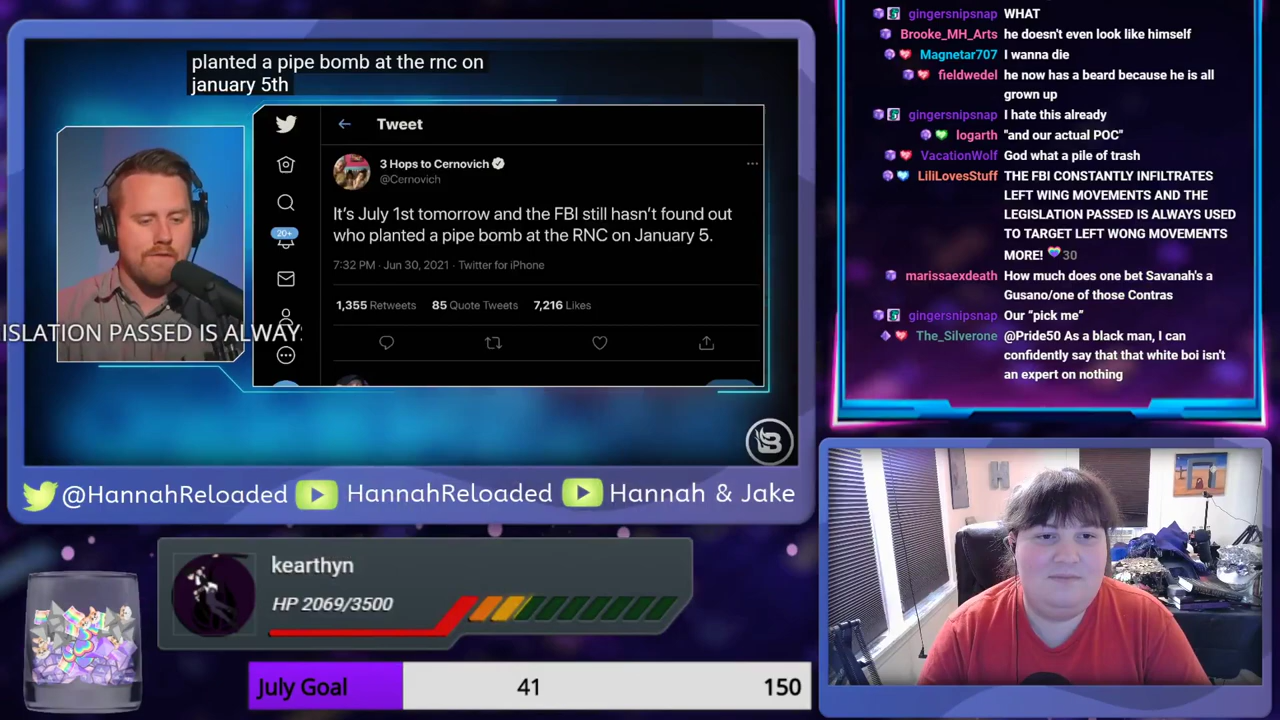 planted a pipe bomb at the rnc on
january 5th
Tweet
3 Hops to Cernovich
@Cernovich
It's July 1st tomorrow and the FBI still hasn't found out
who planted a pipe bomb at the RNC on January 5.
7:32 PM · Jun 30, 2021 · Twitter for iPhone
1,355 Retweets 85 Quote Tweets 7,216 Likes
20+
ISLATION PASSED IS ALWAY
B
@HannahReloaded HannahReloaded Hannah & Jake
kearthyn
HP 2069/3500
July Goal 41 150
gingersnipsnap WHAT
Brooke_MH_Arts he doesn't even look like himself
Magnetar707 I wanna die
fieldwedel he now has a beard because he is all
grown up
gingersnipsnap I hate this already
logarth "and our actual POC"
VacationWolf God what a pile of trash
LiliLovesStuff THE FBI CONSTANTLY INFILTRATES
LEFT WING MOVEMENTS AND THE
LEGISLATION PASSED IS ALWAYS USED
TO TARGET LEFT WONG MOVEMENTS
MORE! 30
marissaexdeath How much does one bet Savanah's a
Gusano/one of those Contras
gingersnipsnap Our “pick me”
The_Silverone @Pride50 As a black man, I can
confidently say that that white boi isn't
an expert on nothing
H